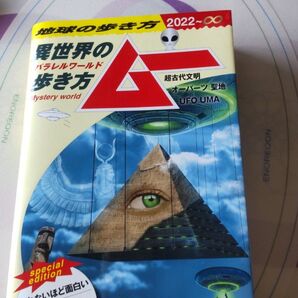 地球の歩き方
2022~∞
異世界の
パラレルワールド
歩き方
Mystery world
ムー
超古代文明
オーパーツ 聖地
UFO UMA
special
edition
ないほど面白い